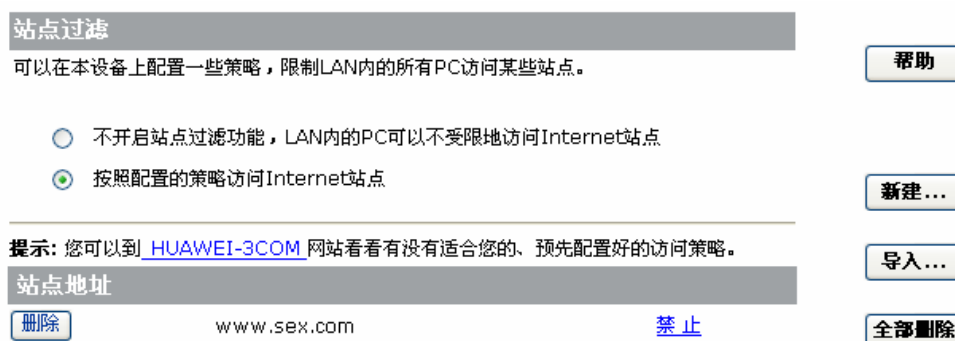 站点过滤
可以在本设备上配置一些策略，限制LAN内的所有PC访问某些站点。
帮助
不开启站点过滤功能，LAN内的PC可以不受限地访问Internet站点
按照配置的策略访问Internet站点
新建...
提示: 您可以到 HUAWEI-3COM 网站看看有没有适合您的、预先配置好的访问策略。
导入...
站点地址
删除 www.sex.com 禁止
全部删除